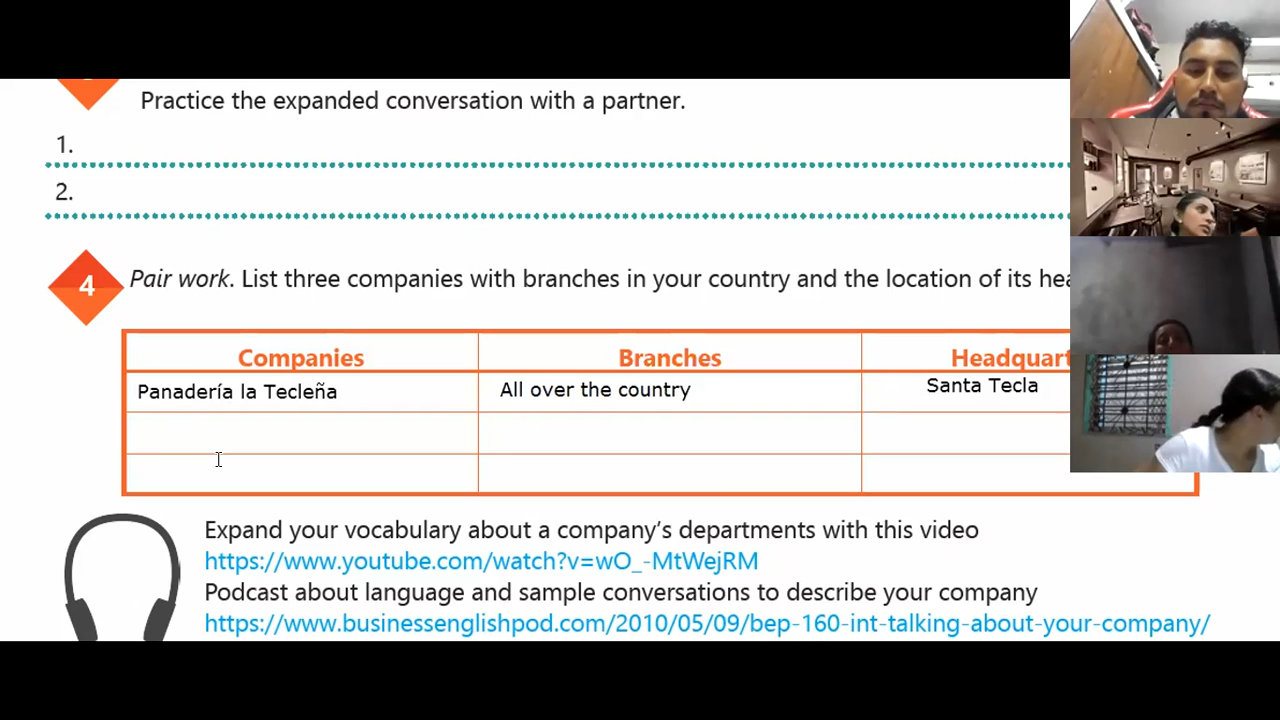 Practice the expanded conversation with a partner.
1.
2.
4
Pair work. List three companies with branches in your country and the location of its
Companies Branches
Panadería la Tecleña All over the country Santa Tecla
Expand your vocabulary about a company's departments with this video
https://www.youtube.com/watch?v=wO_-MtWejRM
Podcast about language and sample conversations to describe your company
https://www.businessenglishpod.com/2010/05/09/bep-160-int-talking-about-your-company/